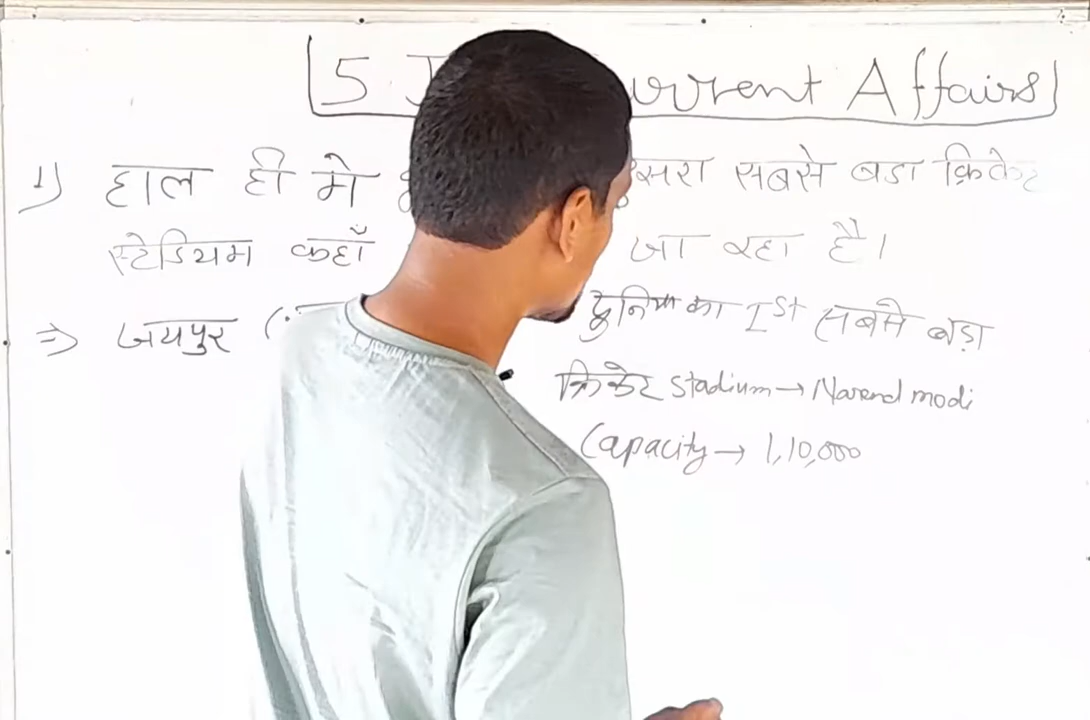 5 Current Affairs
1) हाल ही मे दुसरा सबसे बडा क्रिकेट
स्टेडियम कहाँ जा रहा है।
⇒ जयपुर ( दुनिया का 1st सबसे बड़ा
क्रिकेट stadium → Narend modi
Capacity → 1,10,000